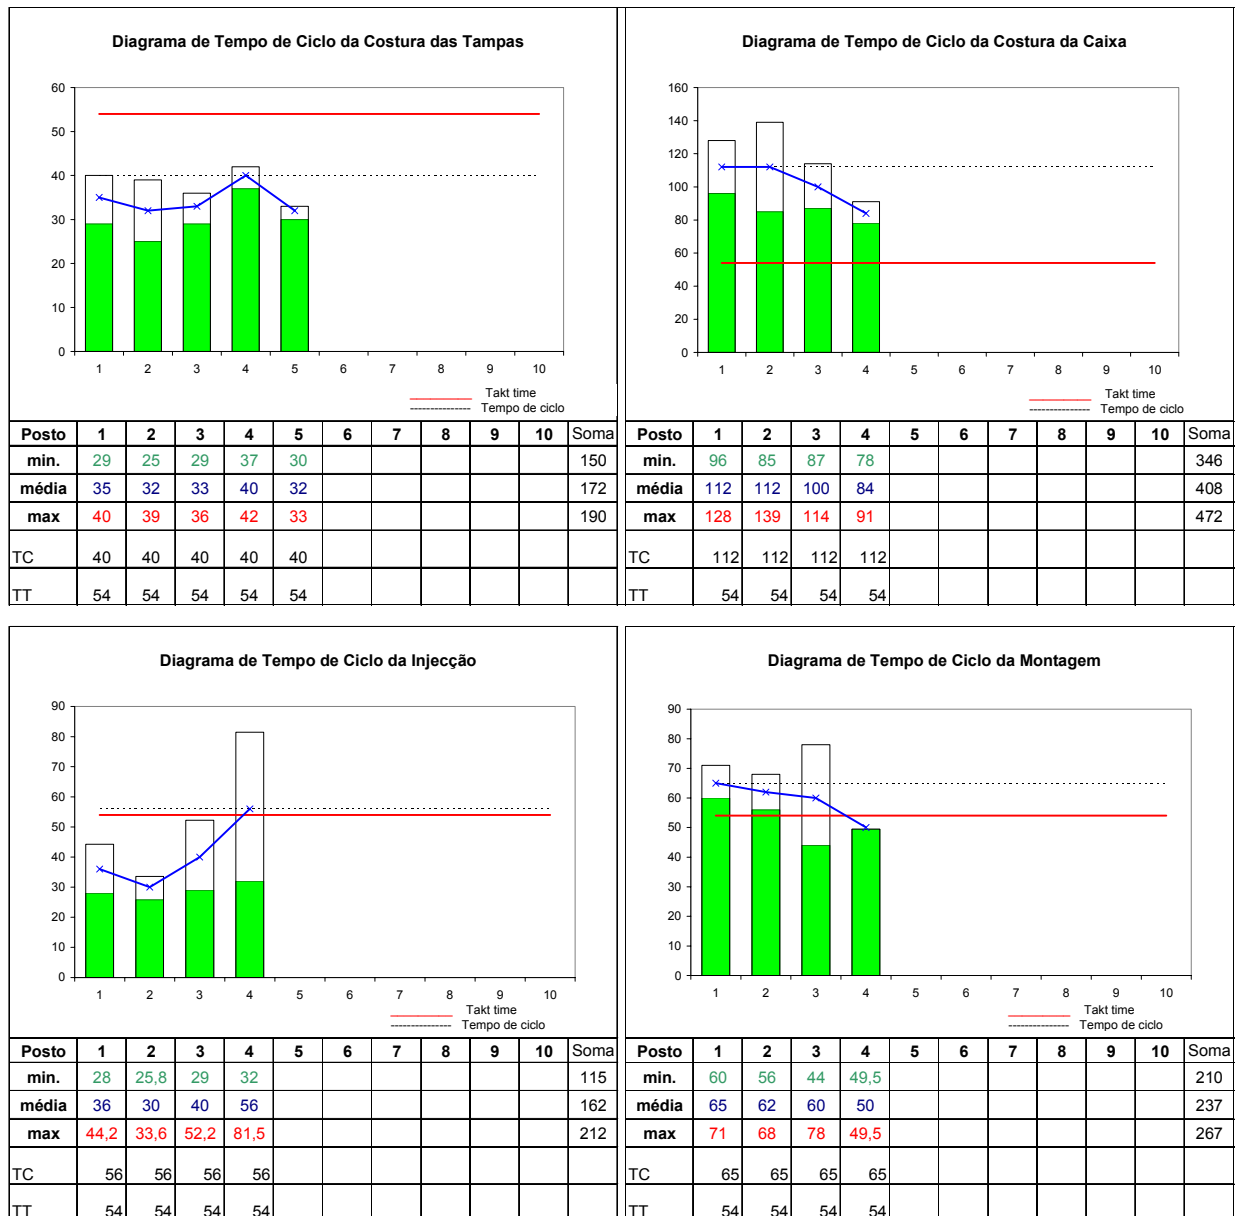 Diagrama de Tempo de Ciclo da Costura das Tampas
60
50
40
30
20
10
0
1 2 3 4 5 6 7 8 9 10
Takt time
Tempo de ciclo
Posto 1 2 3 4 5 6 7 8 9 10 Soma
min. 29 25 29 37 30 150
média 35 32 33 40 32 172
max 40 39 36 42 33 190
TC 40 40 40 40 40
TT 54 54 54 54 54
Diagrama de Tempo de Ciclo da Costura da Caixa
160
140
120
100
80
60
40
20
0
1 2 3 4 5 6 7 8 9 10
Takt time
Tempo de ciclo
Posto 1 2 3 4 5 6 7 8 9 10 Soma
min. 96 85 87 78 346
média 112 112 100 84 408
max 128 139 114 91 472
TC 112 112 112 112
TT 54 54 54 54
Diagrama de Tempo de Ciclo da Injecção
90
80
70
60
50
40
30
20
10
0
1 2 3 4 5 6 7 8 9 10
Takt time
Tempo de ciclo
Posto 1 2 3 4 5 6 7 8 9 10 Soma
min. 28 25,8 29 32 115
média 36 30 40 56 162
max 44,2 33,6 52,2 81,5 212
TC 56 56 56 56
TT 54 54 54 54
Diagrama de Tempo de Ciclo da Montagem
90
80
70
60
50
40
30
20
10
0
1 2 3 4 5 6 7 8 9 10
Takt time
Tempo de ciclo
Posto 1 2 3 4 5 6 7 8 9 10 Soma
min. 60 56 44 49,5 210
média 65 62 60 50 237
max 71 68 78 49,5 267
TC 65 65 65 65
TT 54 54 54 54